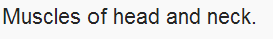 Muscles of head and neck.